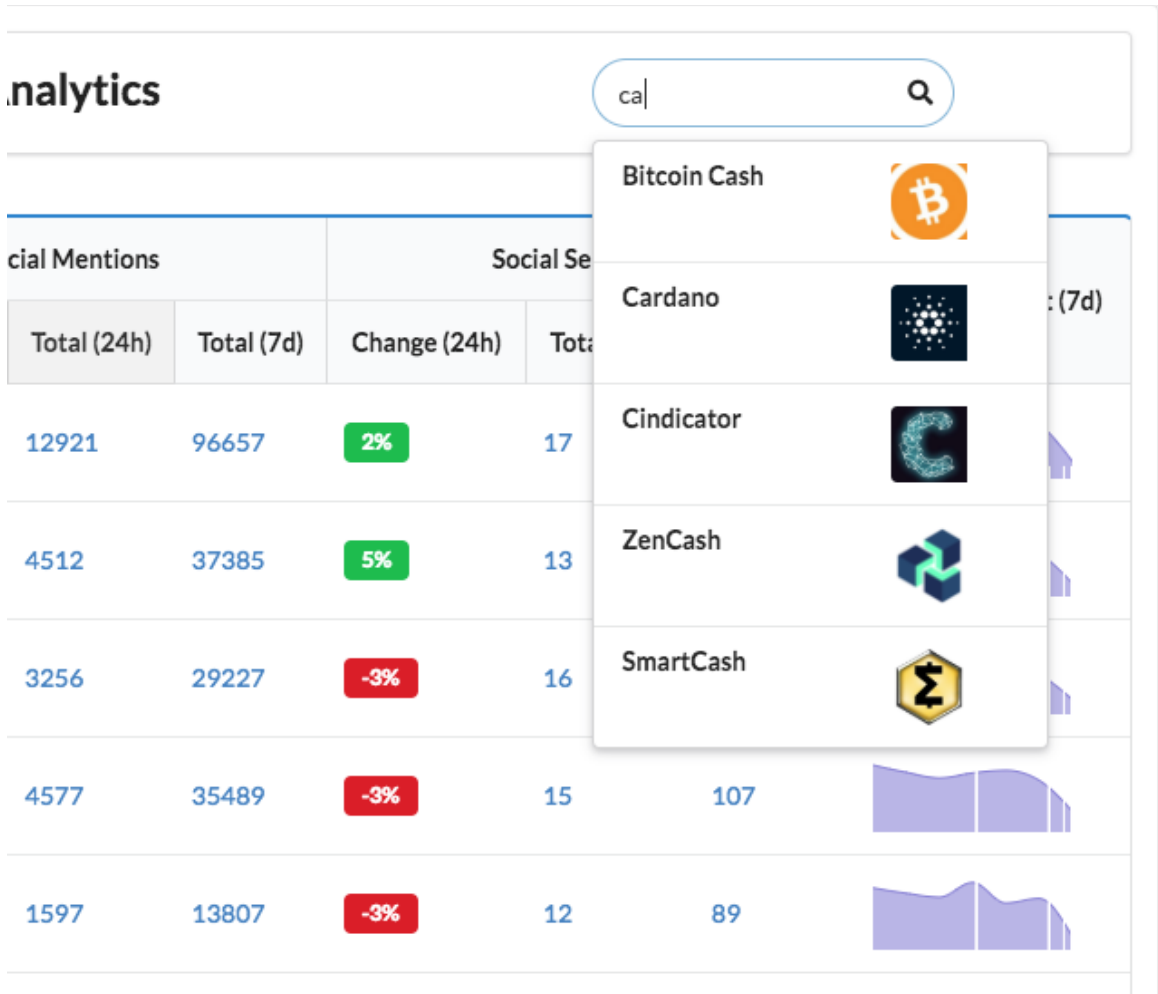 nalytics
ca
Bitcoin Cash
Cardano
Cindicator
ZenCash
SmartCash
cial Mentions
Social Se
: (7d)
Total (24h) Total (7d) Change (24h) Tota
12921 96657 2% 17
4512 37385 5% 13
3256 29227 -3% 16
4577 35489 -3% 15 107
1597 13807 -3% 12 89